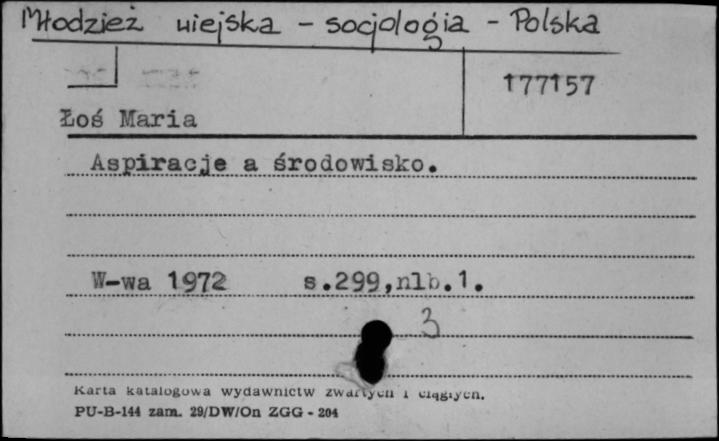 Młodzież wiejska - socjologia - Polska
177157
Łoś Maria
Aspiracje a środowisko.
W-wa 1972 s.299,nlb.1.
3
Karta katalogowa wydawnictw zwartych i ciągłych.
PU-B-144 zam. 29/DW/On ZGG - 204